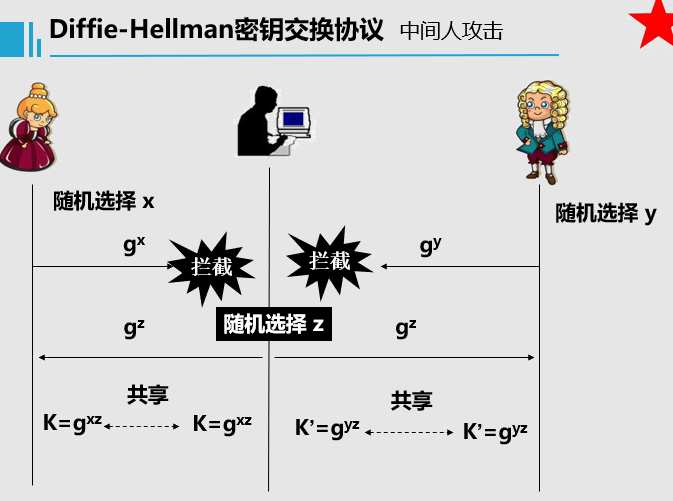 Diffie-Hellman密钥交换协议 中间人攻击
随机选择 x
随机选择 y
gˣ
拦截
拦截
gʸ
随机选择 z
gᶻ
gᶻ
共享
共享
K=gˣᶻ
K=gˣᶻ
K’=gʸᶻ
K’=gʸᶻ